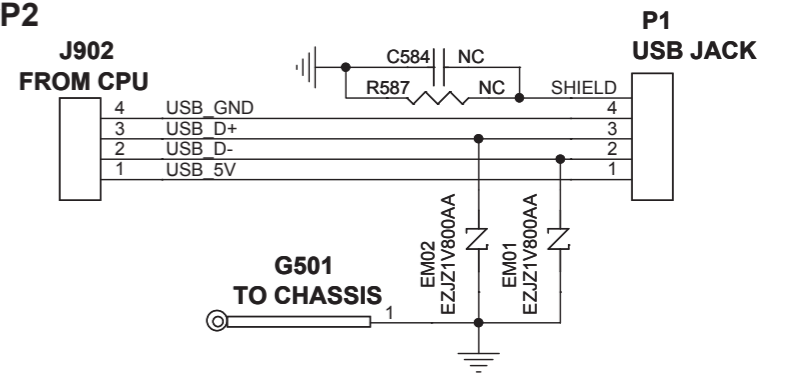 P2
P1
J902
USB JACK
FROM CPU
C584
NC
R587
NC
SHIELD
4
USB_GND
4
3
USB_D+
3
2
USB_D-
2
1
USB_5V
1
EM02
EZJZ1V800AA
EM01
EZJZ1V800AA
G501
TO CHASSIS
1